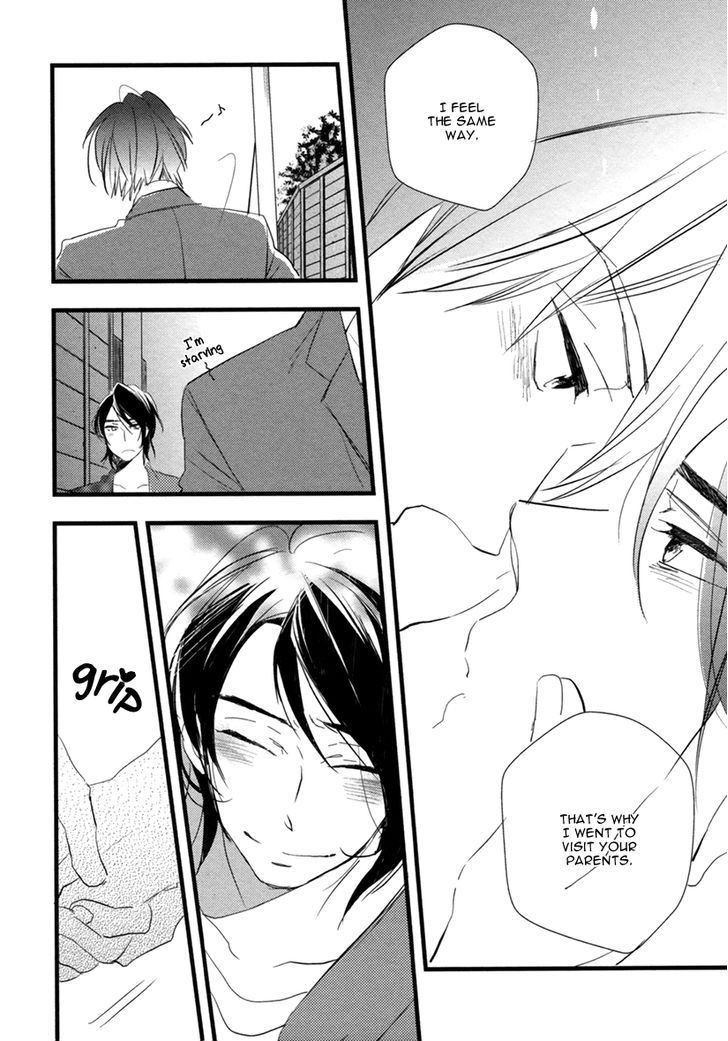 I FEEL
THE SAME
WAY.
THAT'S WHY
I WENT TO
VISIT YOUR
PARENTS.
I'm
starving
grip